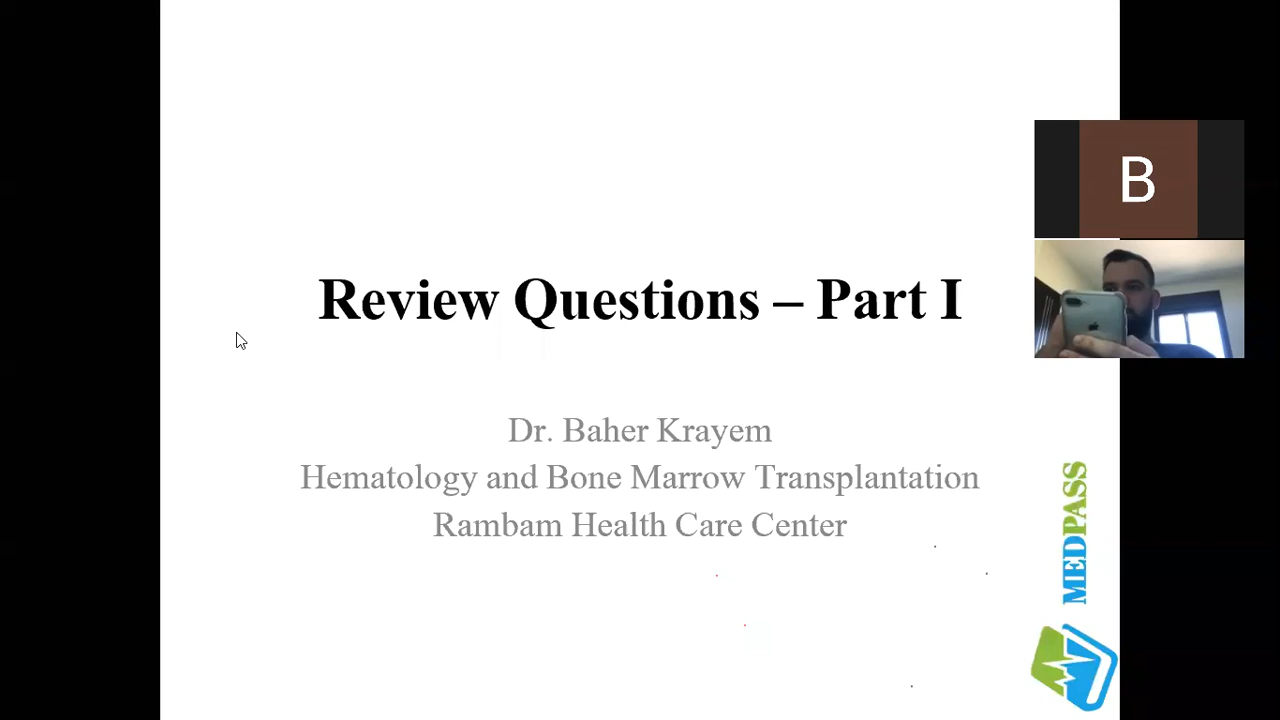 Review Questions – Part I
Dr. Baher Krayem
Hematology and Bone Marrow Transplantation
Rambam Health Care Center
B
MEDPASS